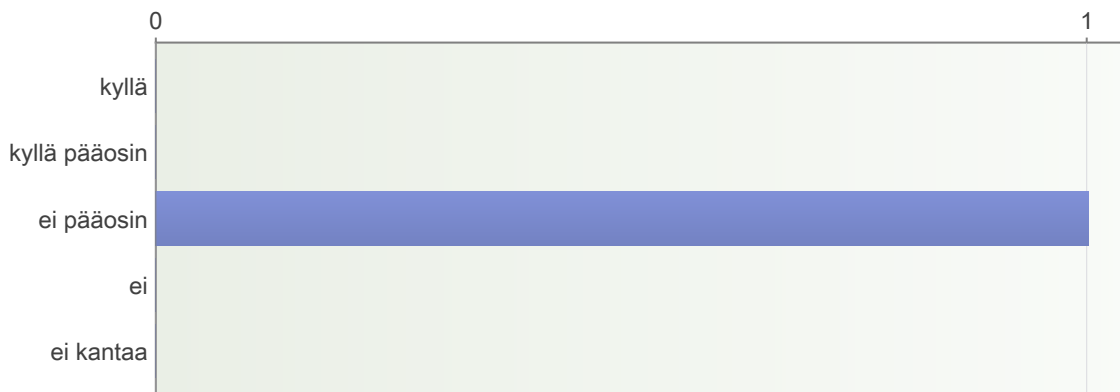 0 1
kyllä
kyllä pääosin
ei pääosin
ei
ei kantaa